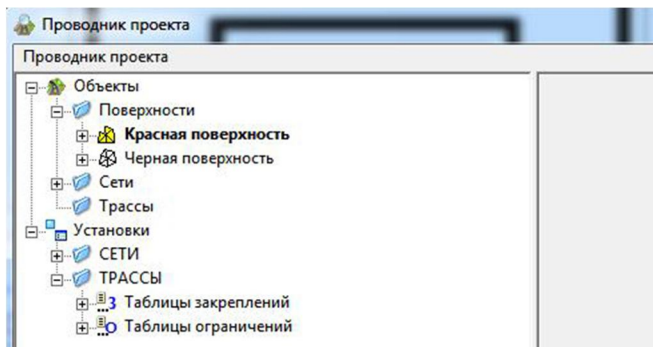 Проводник проекта
Проводник проекта
Объекты
Поверхности
Красная поверхность
Черная поверхность
Сети
Трассы
Установки
СЕТИ
ТРАССЫ
Таблицы закреплений
Таблицы ограничений